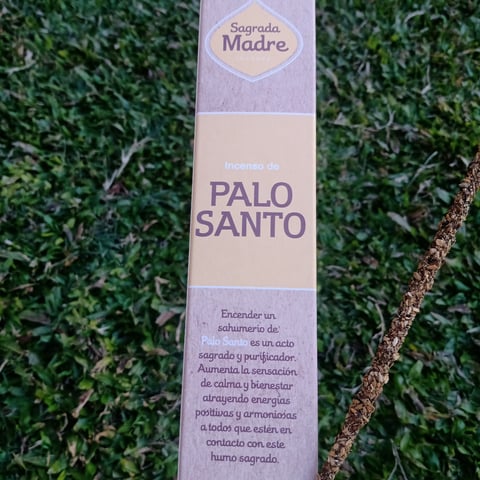 Sagrada
Madre
Incenso de
PALO
SANTO
Encender un
sahumerio de
Palo Santo es un acto
sagrado y purificador.
Aumenta la sensación
de calma y bienestar
atrayendo energías
positivas y armoniosas
a todos que estén en
contacto con este
humo sagrado.